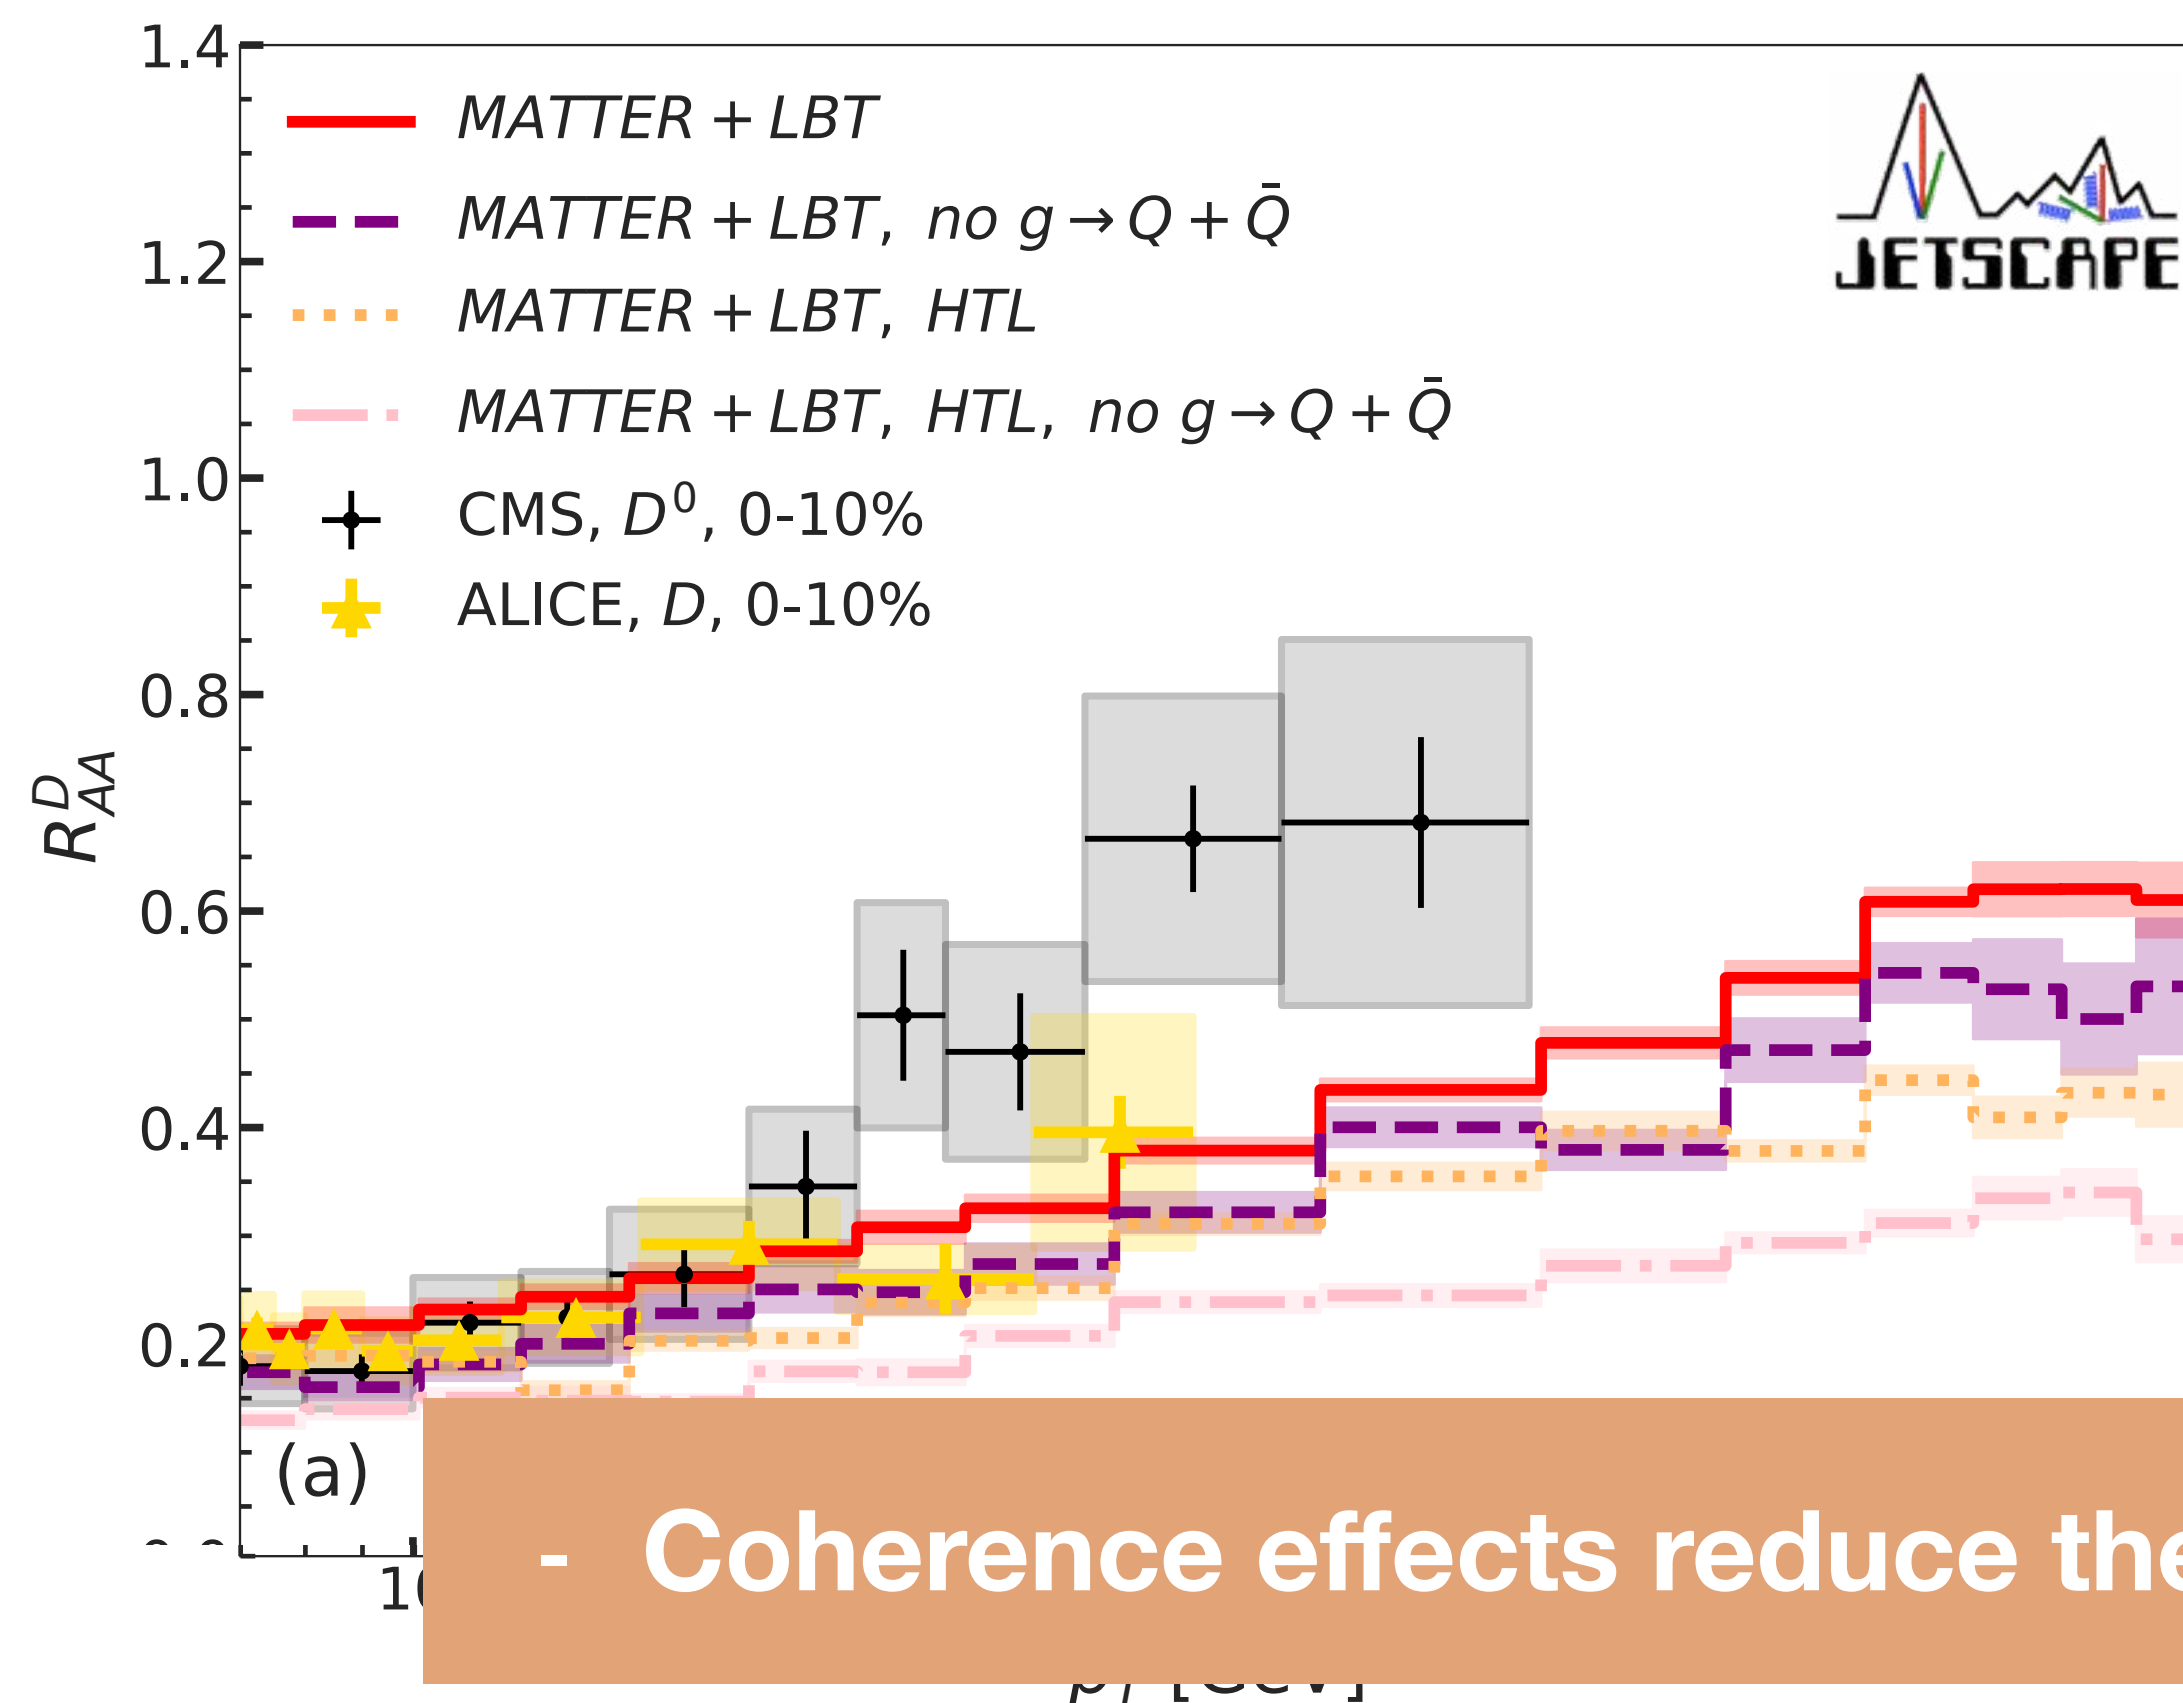 1.4
MATTER + LBT
MATTER + LBT, no g → Q + Q̄
1.2
MATTER + LBT, HTL
MATTER + LBT, HTL, no g → Q + Q̄
1.0
CMS, D⁰, 0-10%
ALICE, D, 0-10%
JETSCAPE
0.8
R^D_AA
0.6
0.4
0.2
(a)
- Coherence effects reduce the